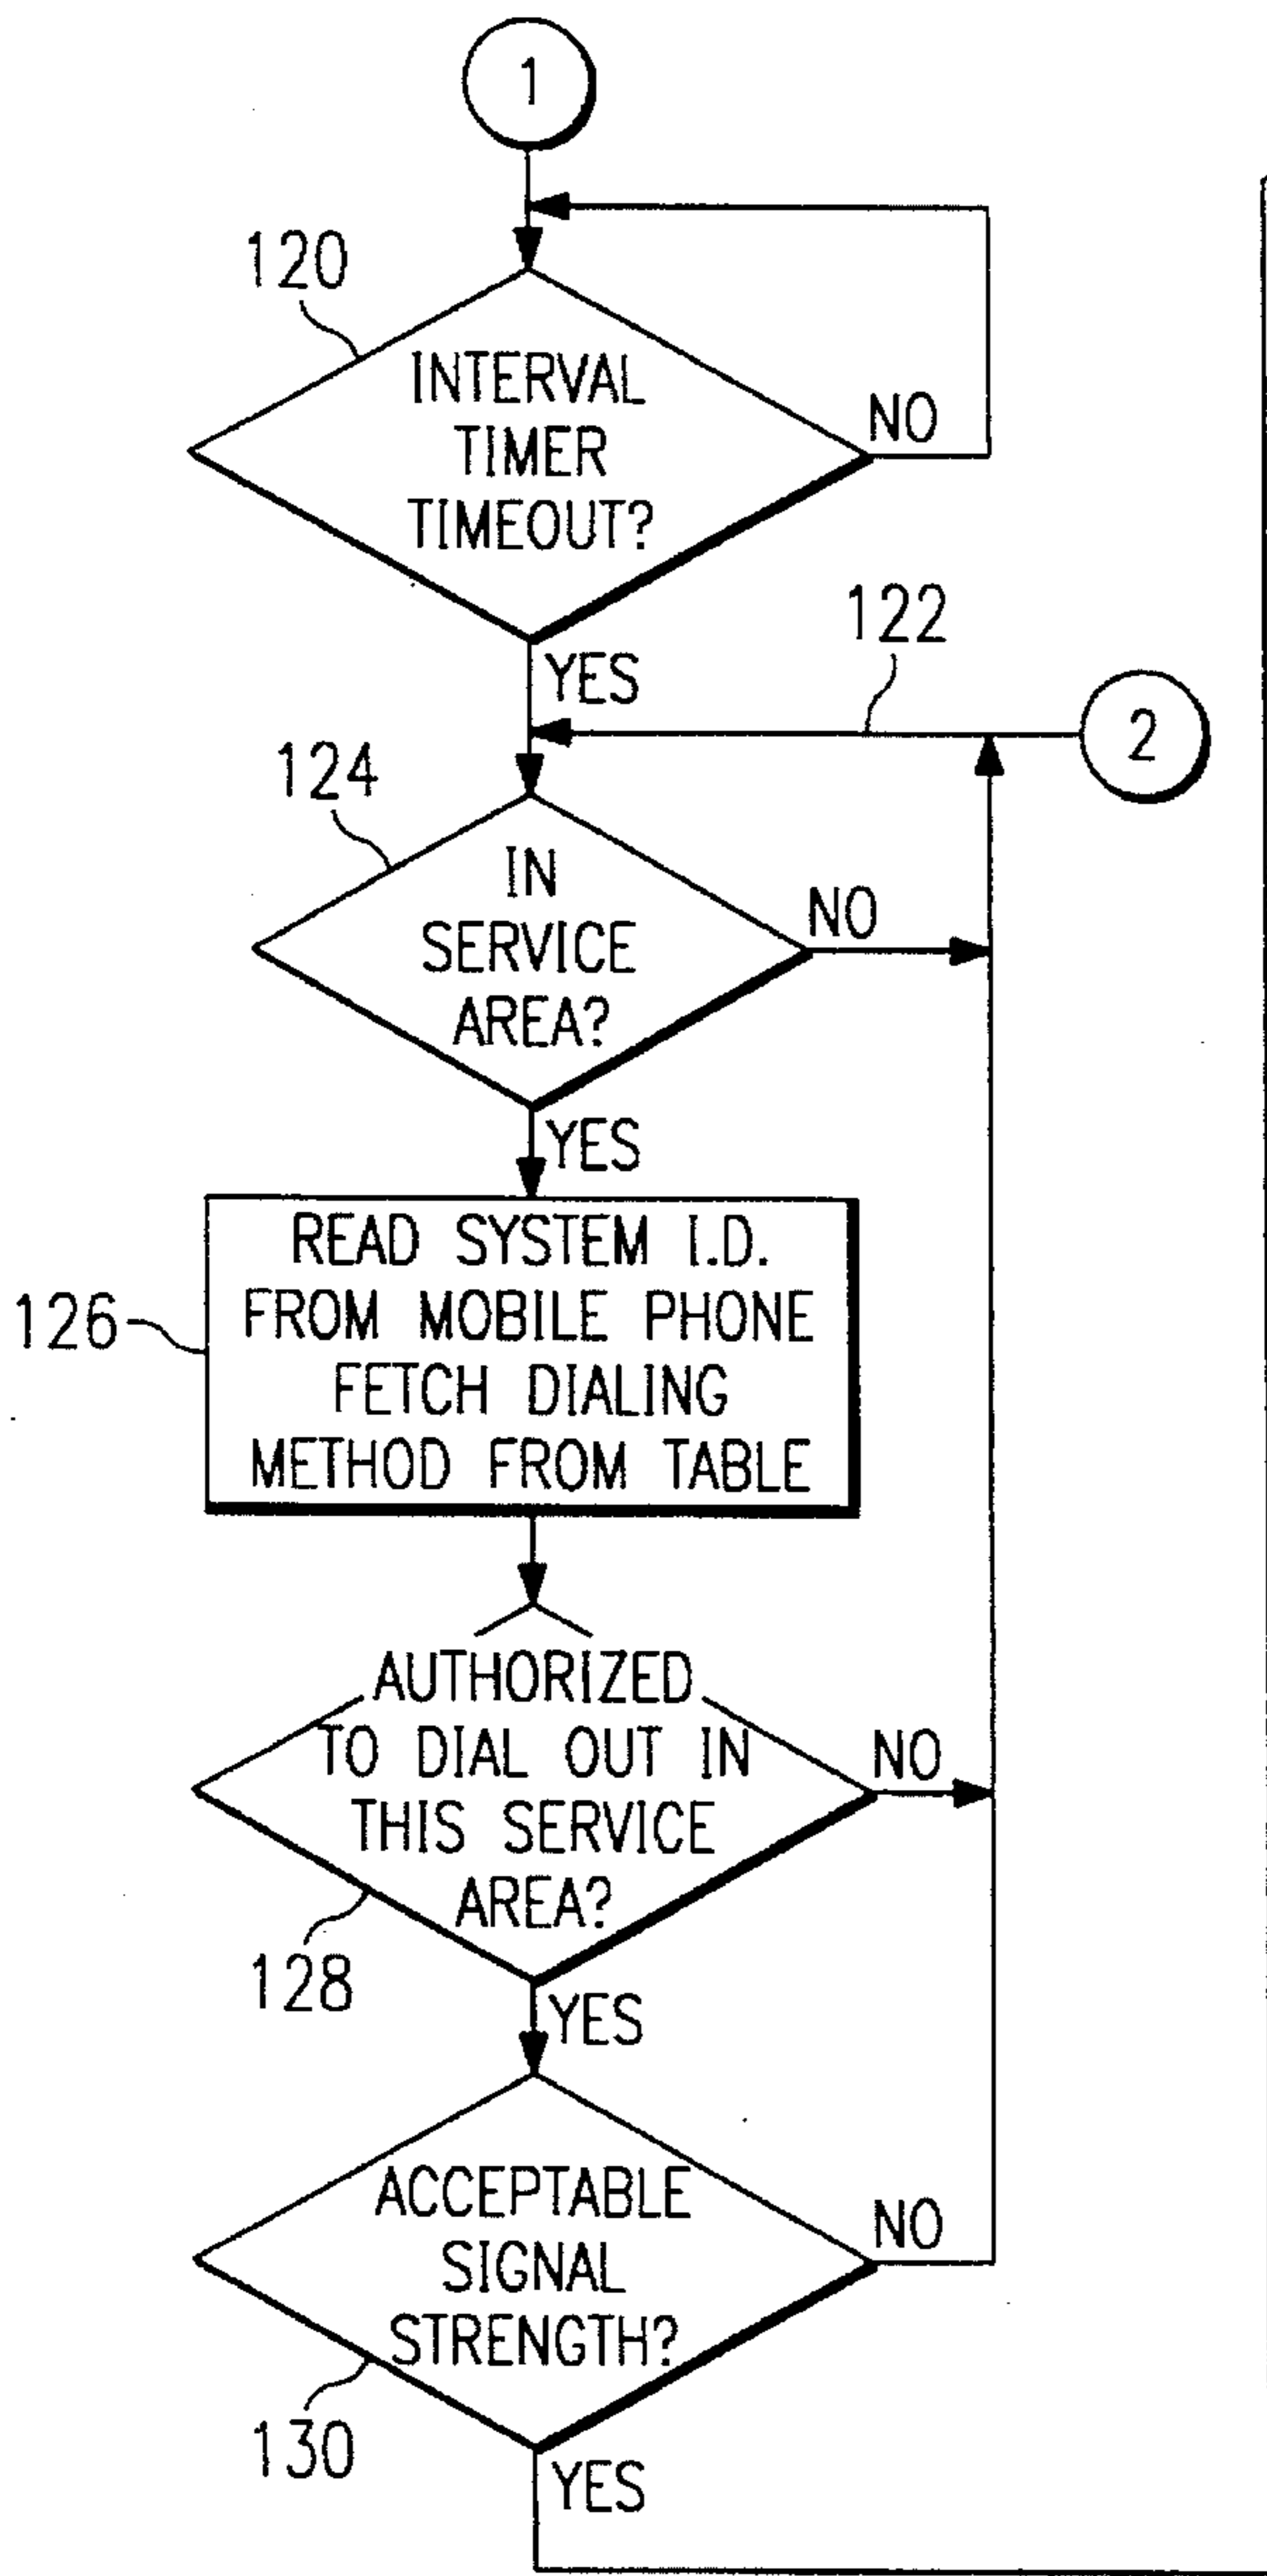 1
120
INTERVAL
TIMER
TIMEOUT?
NO
YES
122
2
124
IN
SERVICE
AREA?
NO
YES
126
READ SYSTEM I.D.
FROM MOBILE PHONE
FETCH DIALING
METHOD FROM TABLE
AUTHORIZED
TO DIAL OUT IN
THIS SERVICE
AREA?
NO
128
YES
ACCEPTABLE
SIGNAL
STRENGTH?
NO
130
YES